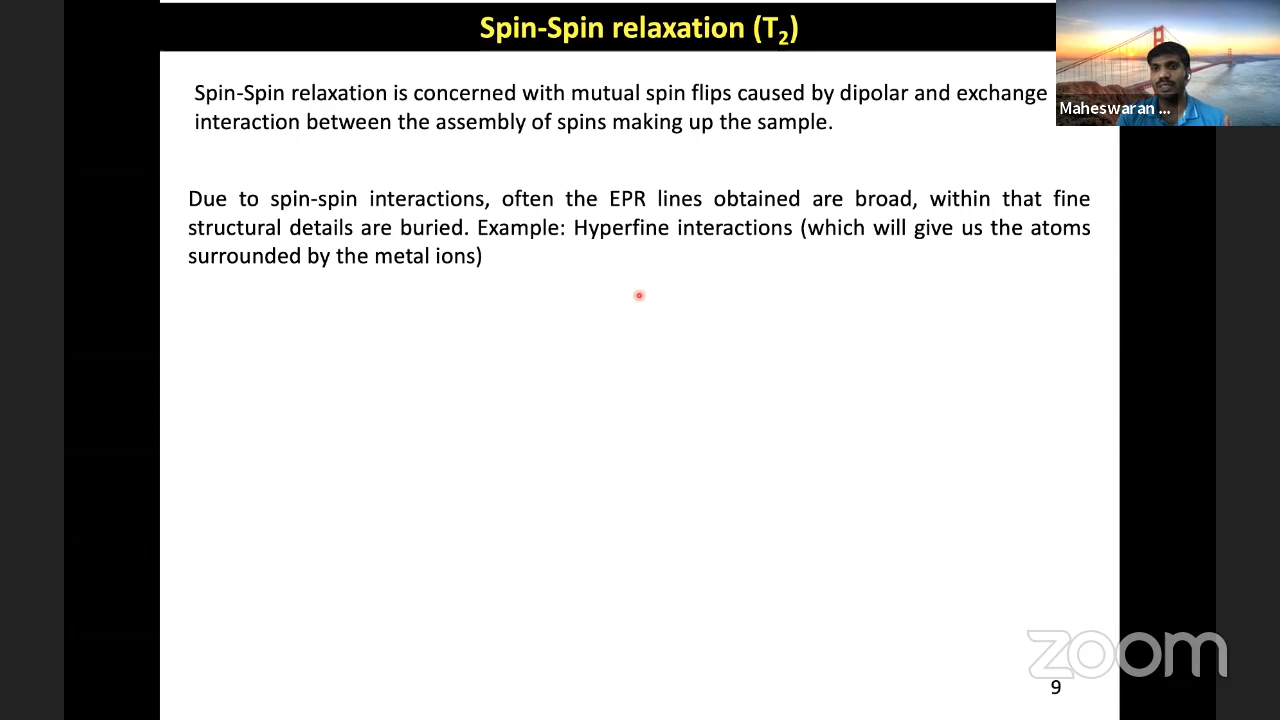 Spin-Spin relaxation (T₂)
Spin-Spin relaxation is concerned with mutual spin flips caused by dipolar and exchange
interaction between the assembly of spins making up the sample.
Maheswaran ...
Due to spin-spin interactions, often the EPR lines obtained are broad, within that fine
structural details are buried. Example: Hyperfine interactions (which will give us the atoms
surrounded by the metal ions)
zoom
9